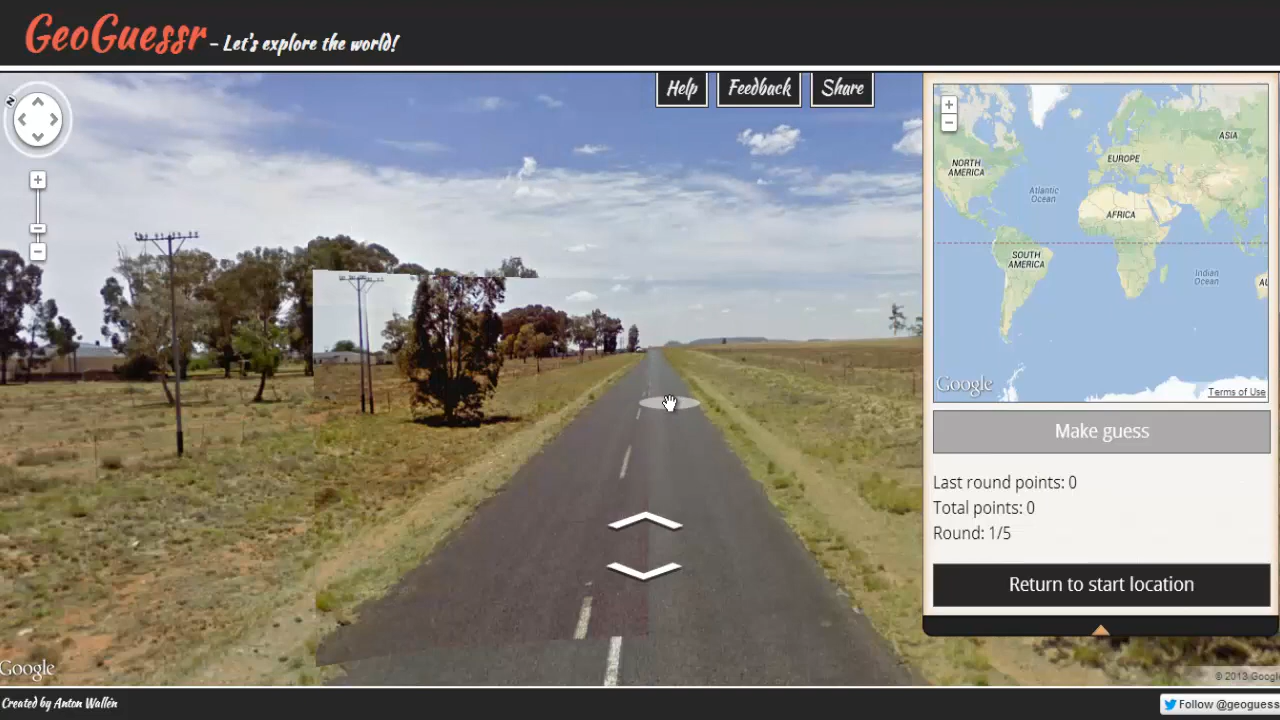 GeoGuessr - Let's explore the world!
Help
Feedback
Share
N
+
-
+
-
NORTH
AMERICA
EUROPE
ASIA
Atlantic
Ocean
AFRICA
SOUTH
AMERICA
Indian
Ocean
AU
Google
Terms of Use
Make guess
Last round points: 0
Total points: 0
Round: 1/5
Return to start location
Google
© 2013 Google
Created by Anton Wallén
Follow @geoguess